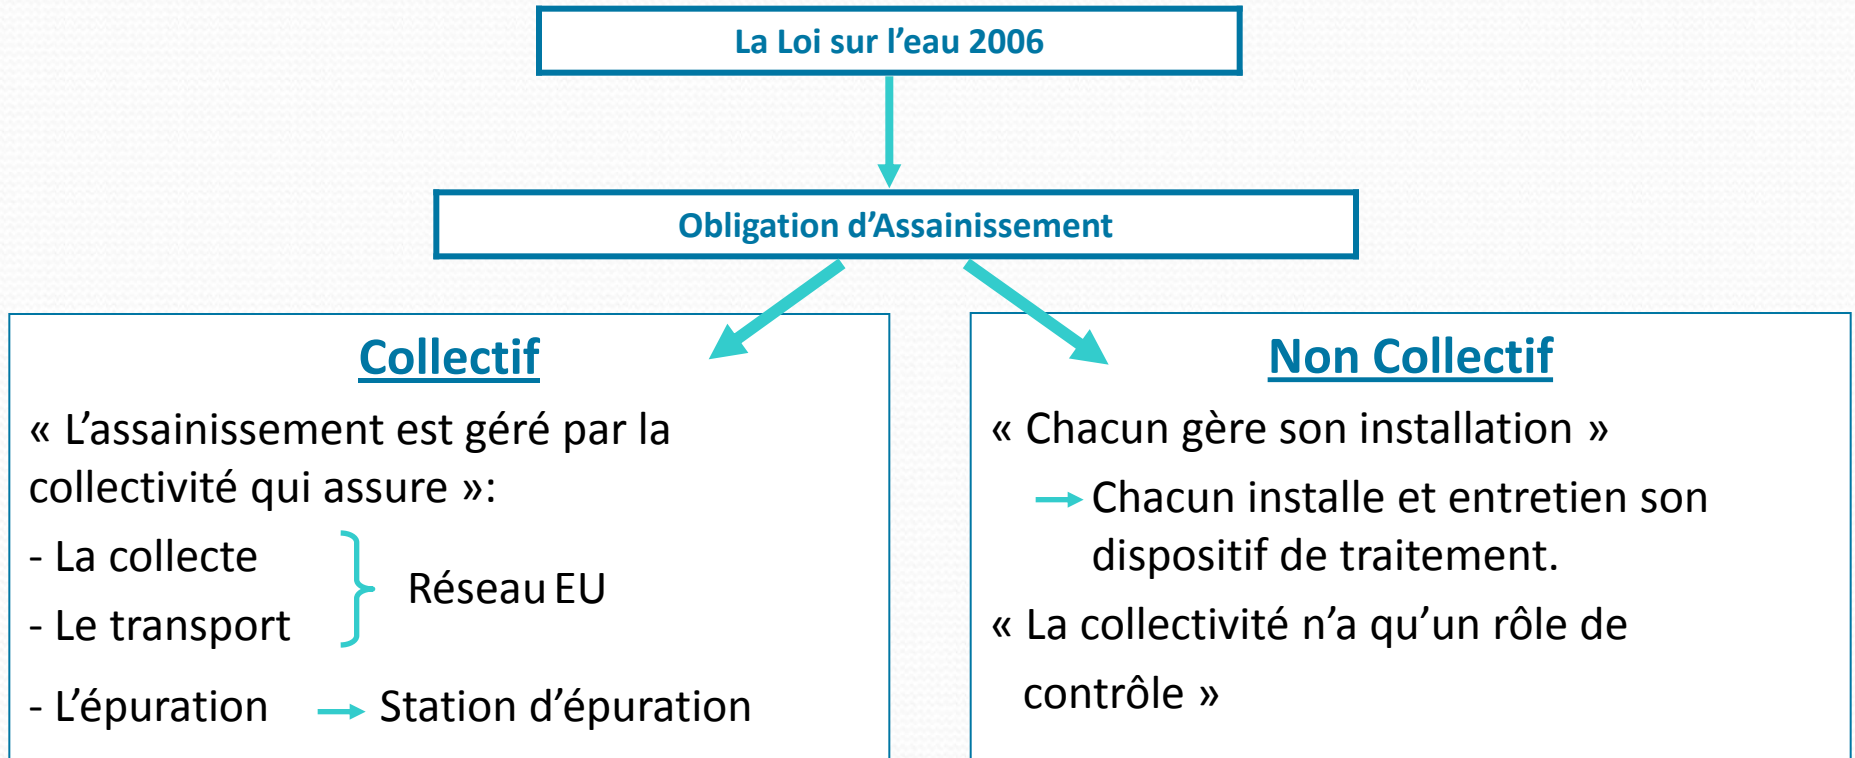 La Loi sur l’eau 2006
Obligation d’Assainissement
Collectif
« L’assainissement est géré par la
collectivité qui assure »:
- La collecte
- Le transport
Réseau EU
- L’épuration
Station d’épuration
Non Collectif
« Chacun gère son installation »
Chacun installe et entretien son
dispositif de traitement.
« La collectivité n’a qu’un rôle de
contrôle »